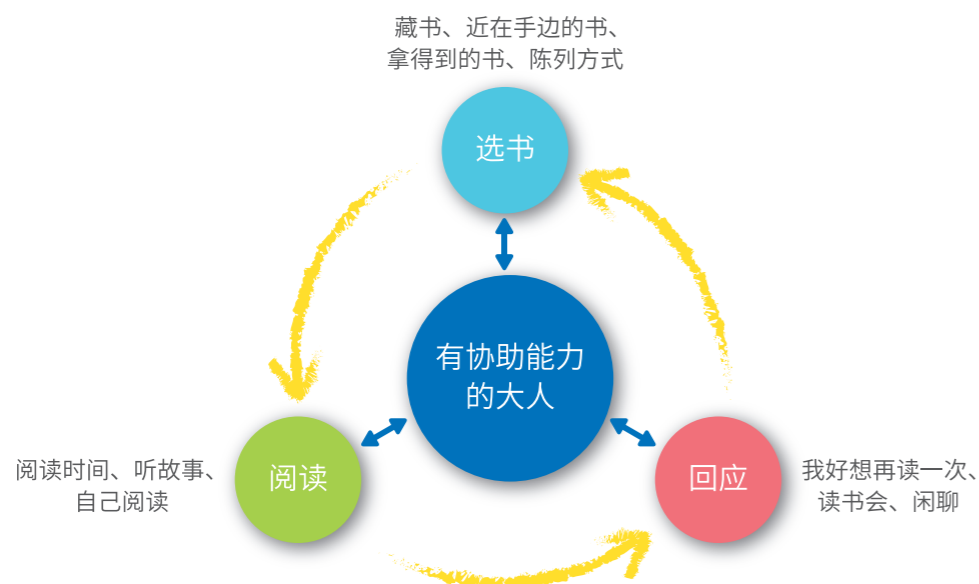 藏书、近在手边的书、
拿得到的书、陈列方式
选书
有协助能力
的大人
阅读时间、听故事、
自己阅读
阅读
回应
我好想再读一次、
读书会、闲聊